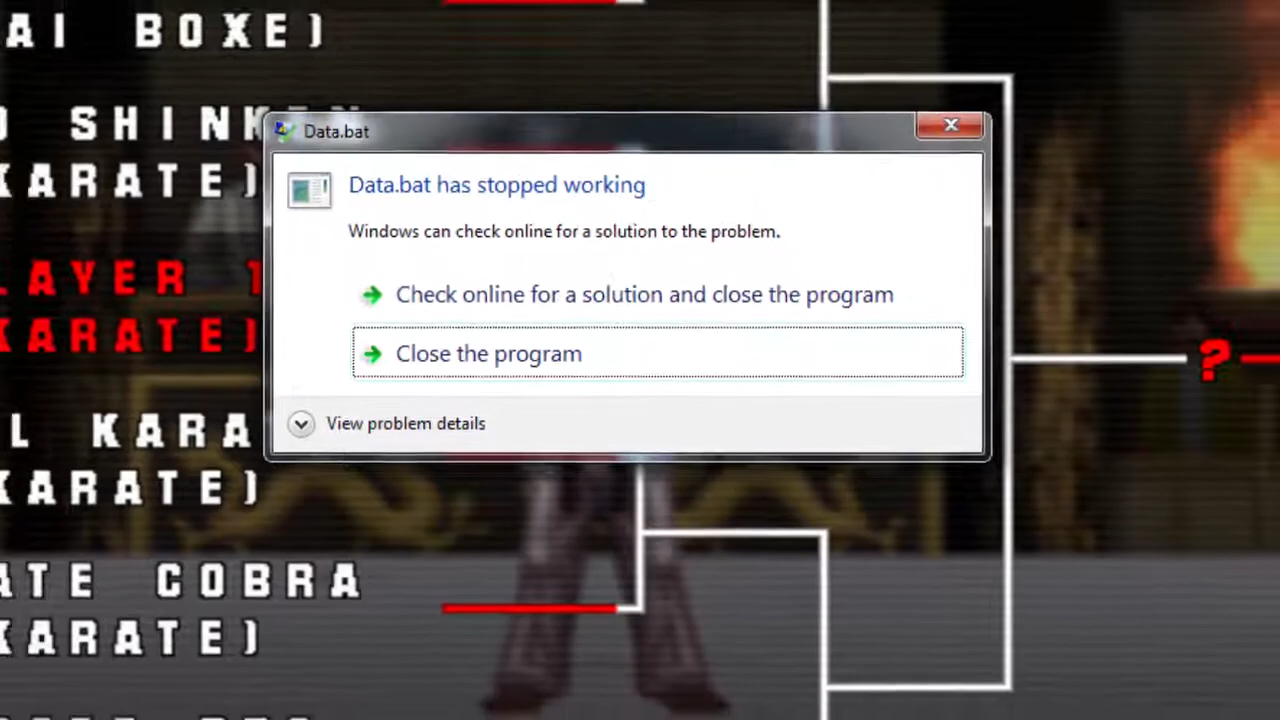 AI BOXE)
SHINKEN
KARATE)
LAYER 1
KARATE)
L KARA
KARATE)
ATE COBRA
KARATE)
?
Data.bat
Data.bat has stopped working
Windows can check online for a solution to the problem.
Check online for a solution and close the program
Close the program
View problem details